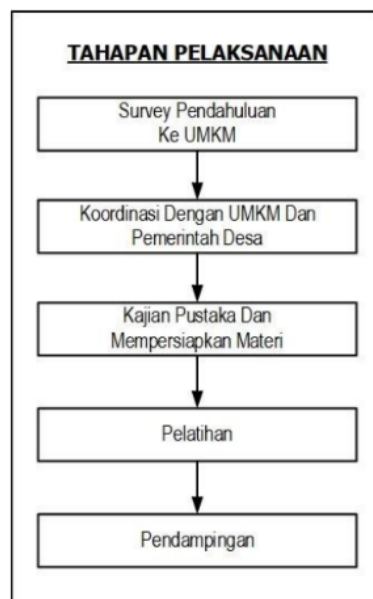 TAHAPAN PELAKSANAAN
Survey Pendahuluan
Ke UMKM
Koordinasi Dengan UMKM Dan
Pemerintah Desa
Kajian Pustaka Dan
Mempersiapkan Materi
Pelatihan
Pendampingan